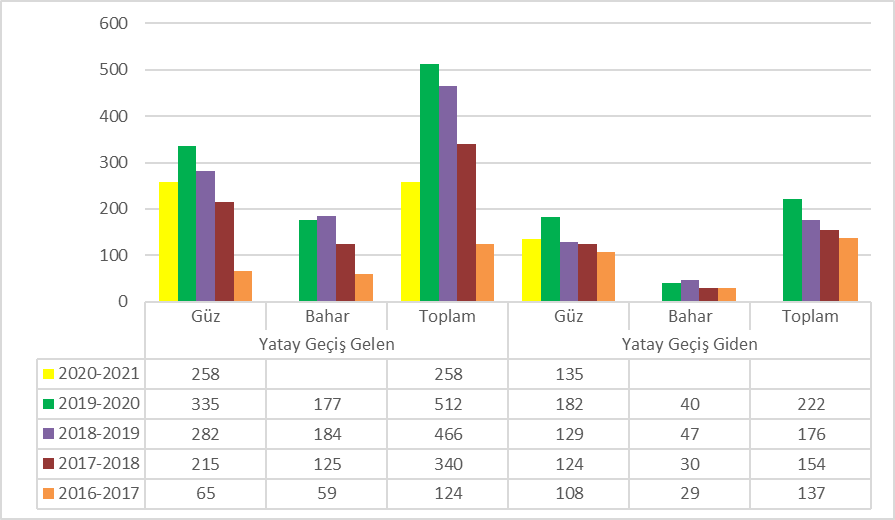 600
500
400
300
200
100
0
Güz Bahar Toplam Güz Bahar Toplam
Yatay Geçiş Gelen Yatay Geçiş Giden
2020-2021 258 258 135
2019-2020 335 177 512 182 40 222
2018-2019 282 184 466 129 47 176
2017-2018 215 125 340 124 30 154
2016-2017 65 59 124 108 29 137